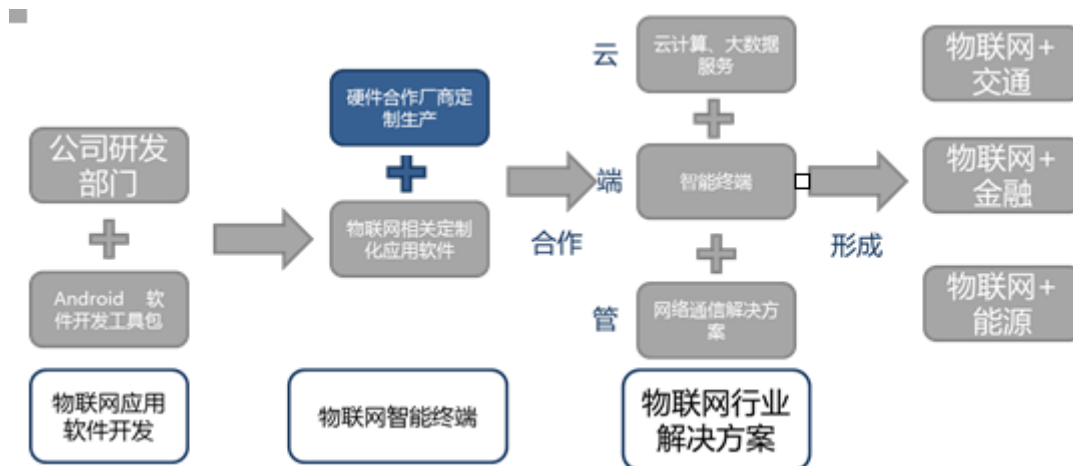 公司研发
部门
Android 软
件开发工具包
物联网应用
软件开发
硬件合作厂商定
制生产
物联网相关定制
化应用软件
物联网智能终端
合作
云
云计算、大数据
服务
端
智能终端
管
网络通信解决方
案
物联网行业
解决方案
形成
物联网+
交通
物联网+
金融
物联网+
能源